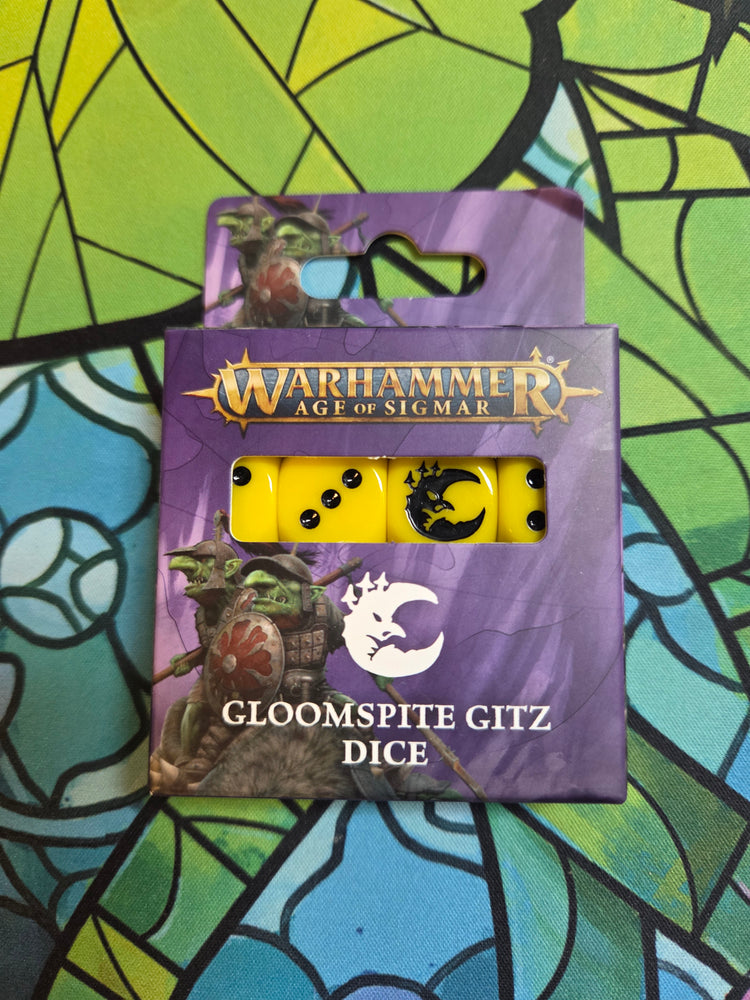 WARHAMMER®
AGE OF SIGMAR
GLOOMSPITE GITZ
DICE